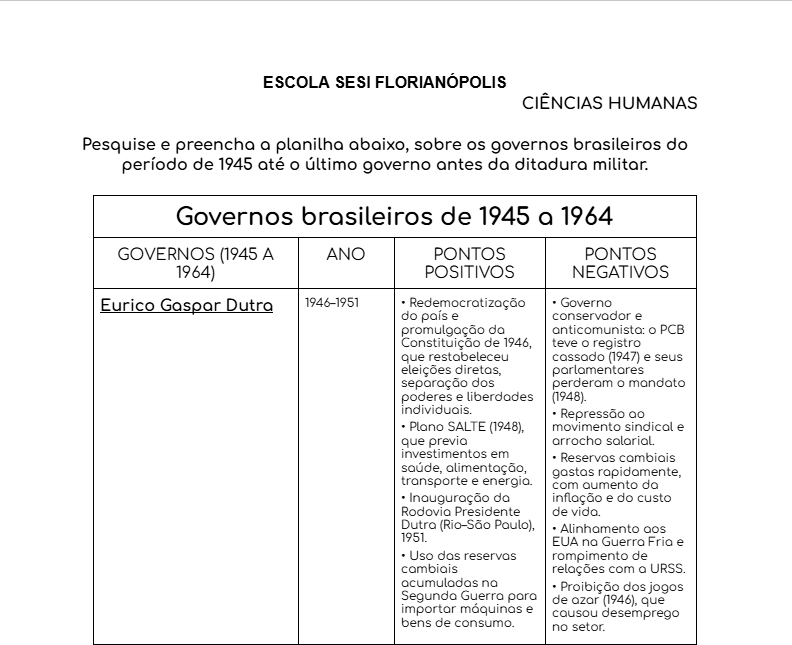 ESCOLA SESI FLORIANÓPOLIS
CIÊNCIAS HUMANAS
Pesquise e preencha a planilha abaixo, sobre os governos brasileiros do
período de 1945 até o último governo antes da ditadura militar.
Governos brasileiros de 1945 a 1964
GOVERNOS (1945 A
1964)
ANO
PONTOS
POSITIVOS
PONTOS
NEGATIVOS
Eurico Gaspar Dutra
1946–1951
• Redemocratização
do país e
promulgação da
Constituição de 1946,
que restabeleceu
eleições diretas,
separação dos
poderes e liberdades
individuais.
• Plano SALTE (1948),
que previa
investimentos em
saúde, alimentação,
transporte e energia.
• Inauguração da
Rodovia Presidente
Dutra (Rio–São Paulo),
1951.
• Uso das reservas
cambiais
acumuladas na
Segunda Guerra para
importar máquinas e
bens de consumo.
• Governo
conservador e
anticomunista: o PCB
teve o registro
cassado (1947) e seus
parlamentares
perderam o mandato
(1948).
• Repressão ao
movimento sindical e
arrocho salarial.
• Reservas cambiais
gastas rapidamente,
com aumento da
inflação e do custo
de vida.
• Alinhamento aos
EUA na Guerra Fria e
rompimento de
relações com a URSS.
• Proibição dos jogos
de azar (1946), que
causou desemprego
no setor.